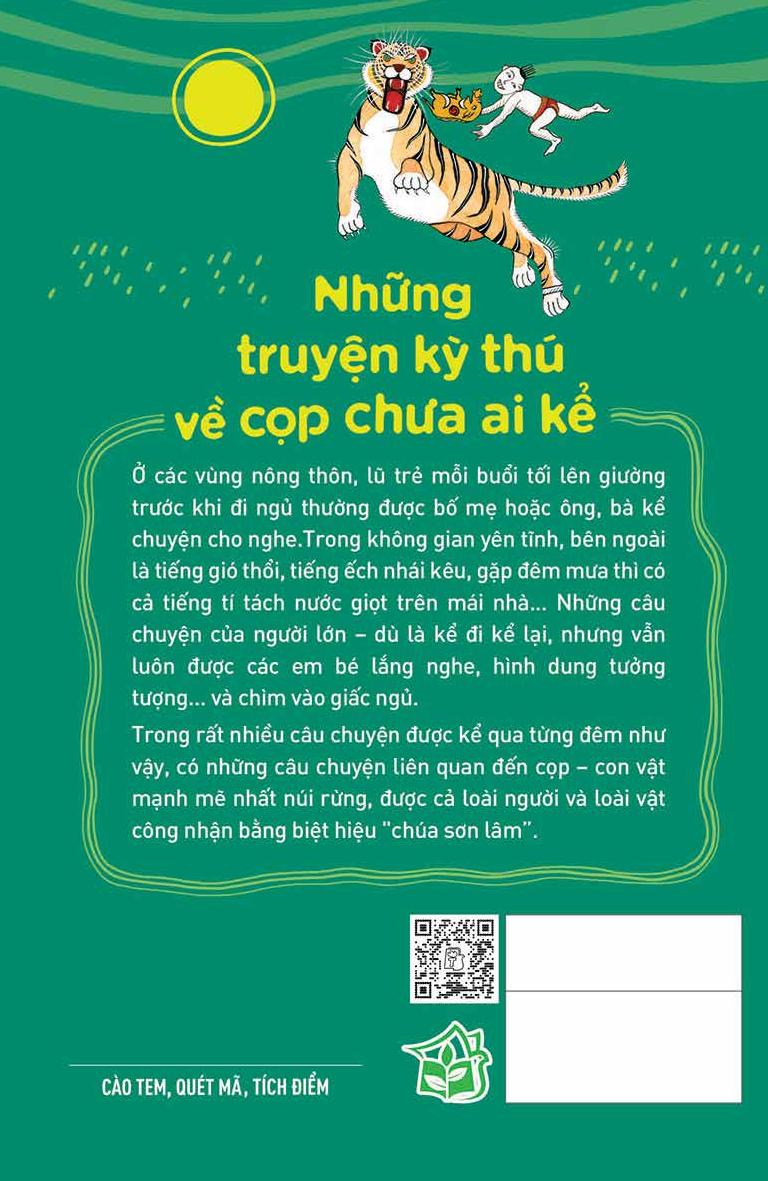 Những
truyện kỳ thú
về cọp chưa ai kể
Ở các vùng nông thôn, lũ trẻ mỗi buổi tối lên giường
trước khi đi ngủ thường được bố mẹ hoặc ông, bà kể
chuyện cho nghe.Trong không gian yên tĩnh, bên ngoài
là tiếng gió thổi, tiếng ếch nhái kêu, gặp đêm mưa thì có
cả tiếng tí tách nước giọt trên mái nhà... Những câu
chuyện của người lớn – dù là kể đi kể lại, nhưng vẫn
luôn được các em bé lắng nghe, hình dung tưởng
tượng... và chìm vào giấc ngủ.
Trong rất nhiều câu chuyện được kể qua từng đêm như
vậy, có những câu chuyện liên quan đến cọp – con vật
mạnh mẽ nhất núi rừng, được cả loài người và loài vật
công nhận bằng biệt hiệu "chúa sơn lâm”.
CÀO TEM, QUÉT MÃ, TÍCH ĐIỂM